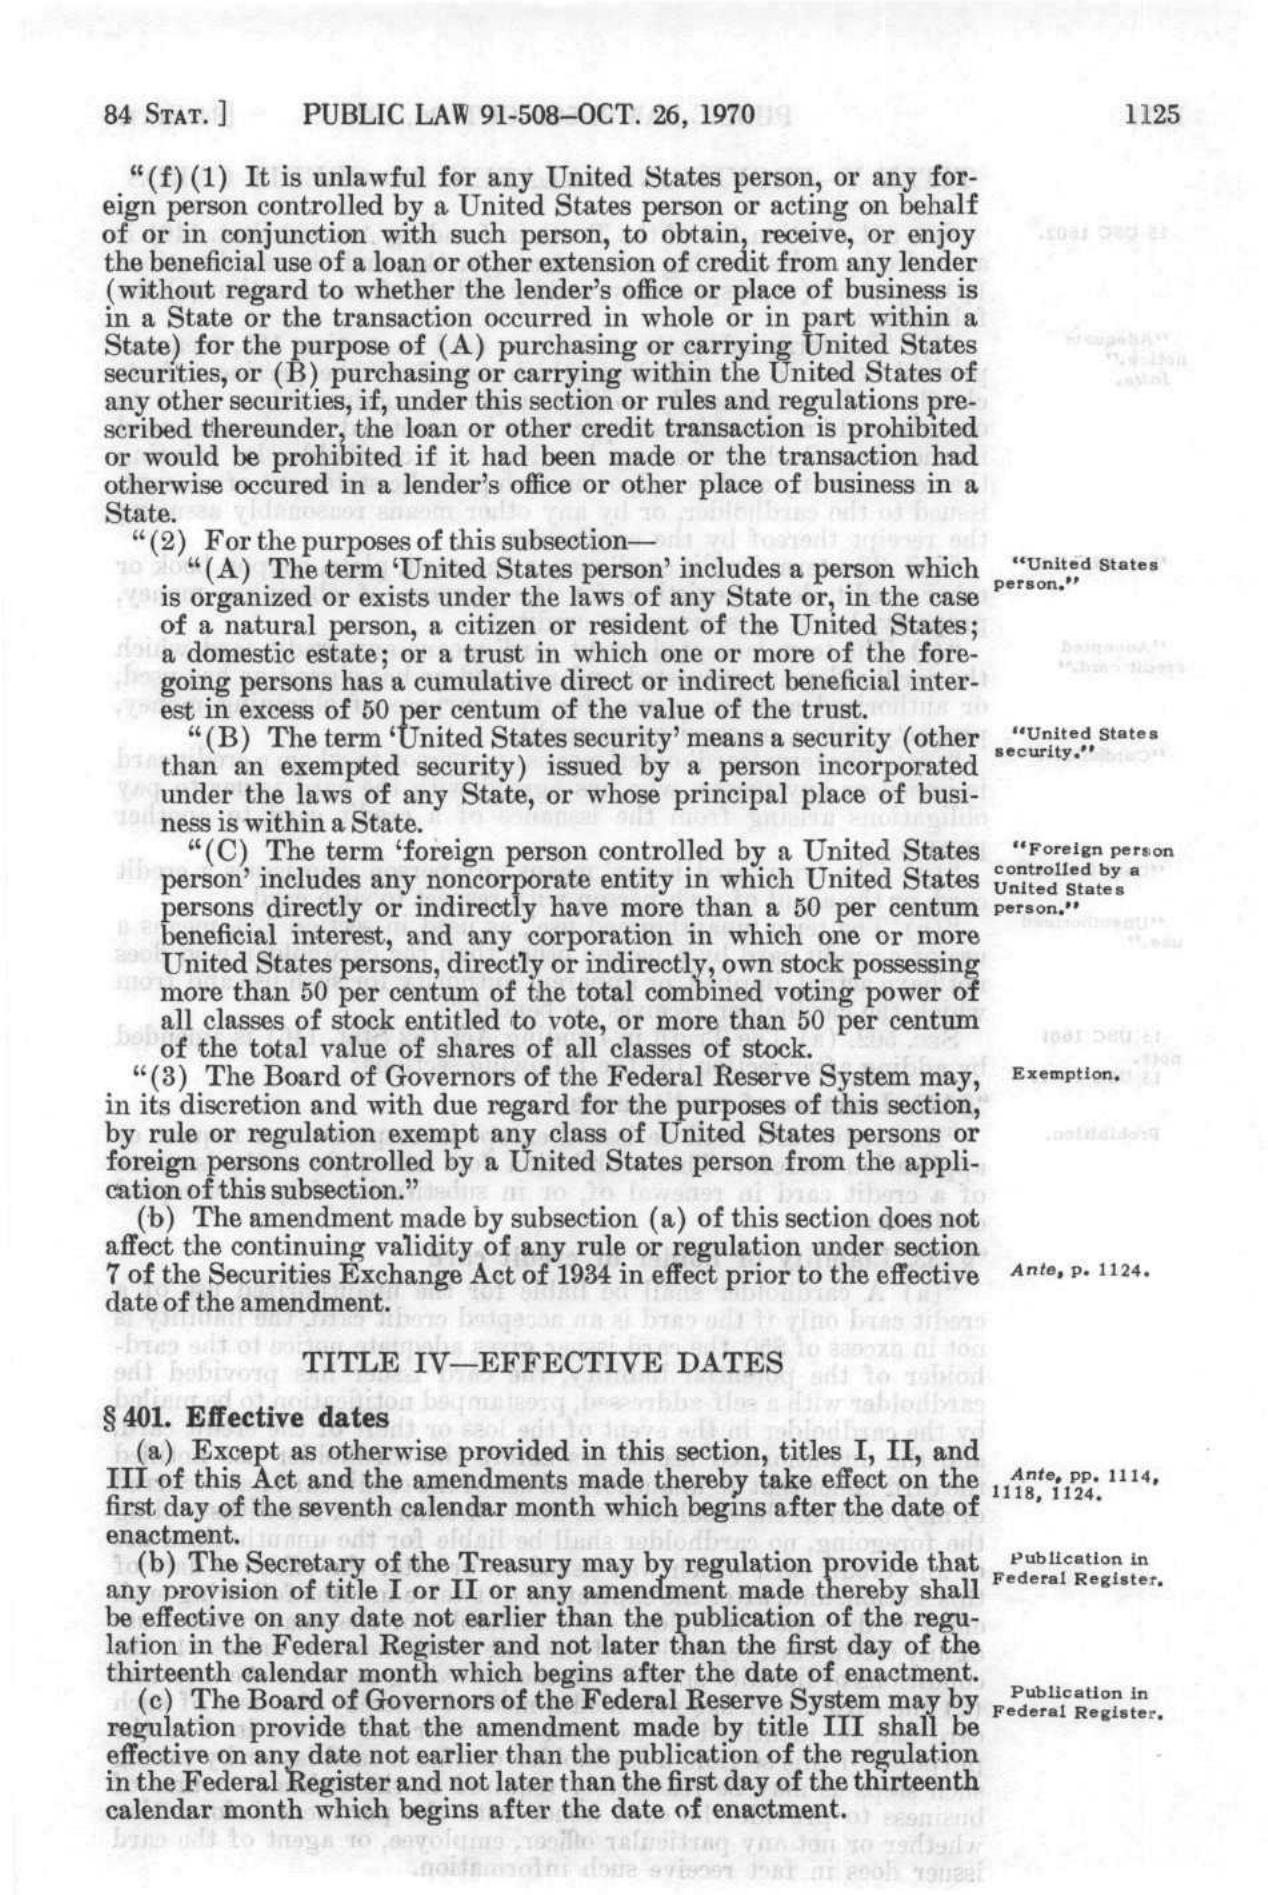 84 STAT. ] PUBLIC LAW 91-508—OCT. 26, 1970 1125
"(f) (1) It is unlawful for any United States person, or any for-
eign person controlled by a United States person or acting on behalf
of or in conjunction with such person, to obtain, receive, or enjoy
the beneficial use of a loan or other extension of credit from any lender
(without regard to whether the lender's office or place of business is
in a State or the transaction occurred in whole or in part within a
State) for the purpose of (A) purchasing or carrying United States
securities, or (B) purchasing or carrying within the United States of
any other securities, if, under this section or rules and regulations pre-
scribed thereunder, the loan or other credit transaction is prohibited
or would be prohibited if it had been made or the transaction had
otherwise occured in a lender's office or other place of business in a
State.
"(2) For the purposes of this subsection—
"(A) The term 'United States person' includes a person which
is organized or exists under the laws of any State or, in the case
of a natural person, a citizen or resident of the United States;
a domestic estate; or a trust in which one or more of the fore-
going persons has a cumulative direct or indirect beneficial inter-
est in excess of 50 per centum of the value of the trust.
"United States
person."
"(B) The term 'United States security' means a security (other
than an exempted security) issued by a person incorporated
under the laws of any State, or whose principal place of busi-
ness is within a State.
"United States
security."
"(C) The term 'foreign person controlled by a United States
person' includes any noncorporate entity in which United States
persons directly or indirectly have more than a 50 per centum
beneficial interest, and any corporation in which one or more
United States persons, directly or indirectly, own stock possessing
more than 50 per centum of the total combined voting power of
all classes of stock entitled to vote, or more than 50 per centum
of the total value of shares of all classes of stock.
"Foreign person
controlled by a
United States
person."
"(3) The Board of Governors of the Federal Reserve System may,
in its discretion and with due regard for the purposes of this section,
by rule or regulation exempt any class of United States persons or
foreign persons controlled by a United States person from the appli-
cation of this subsection."
Exemption.
(b) The amendment made by subsection (a) of this section does not
affect the continuing validity of any rule or regulation under section
7 of the Securities Exchange Act of 1934 in effect prior to the effective
date of the amendment.
Ante, p. 1124.
TITLE IV—EFFECTIVE DATES
§ 401. Effective dates
(a) Except as otherwise provided in this section, titles I, II, and
III of this Act and the amendments made thereby take effect on the
first day of the seventh calendar month which begins after the date of
enactment.
Ante, pp. 1114,
1118, 1124.
(b) The Secretary of the Treasury may by regulation provide that
any provision of title I or II or any amendment made thereby shall
be effective on any date not earlier than the publication of the regu-
lation in the Federal Register and not later than the first day of the
thirteenth calendar month which begins after the date of enactment.
Publication in
Federal Register.
(c) The Board of Governors of the Federal Reserve System may by
regulation provide that the amendment made by title III shall be
effective on any date not earlier than the publication of the regulation
in the Federal Register and not later than the first day of the thirteenth
calendar month which begins after the date of enactment.
Publication in
Federal Register.